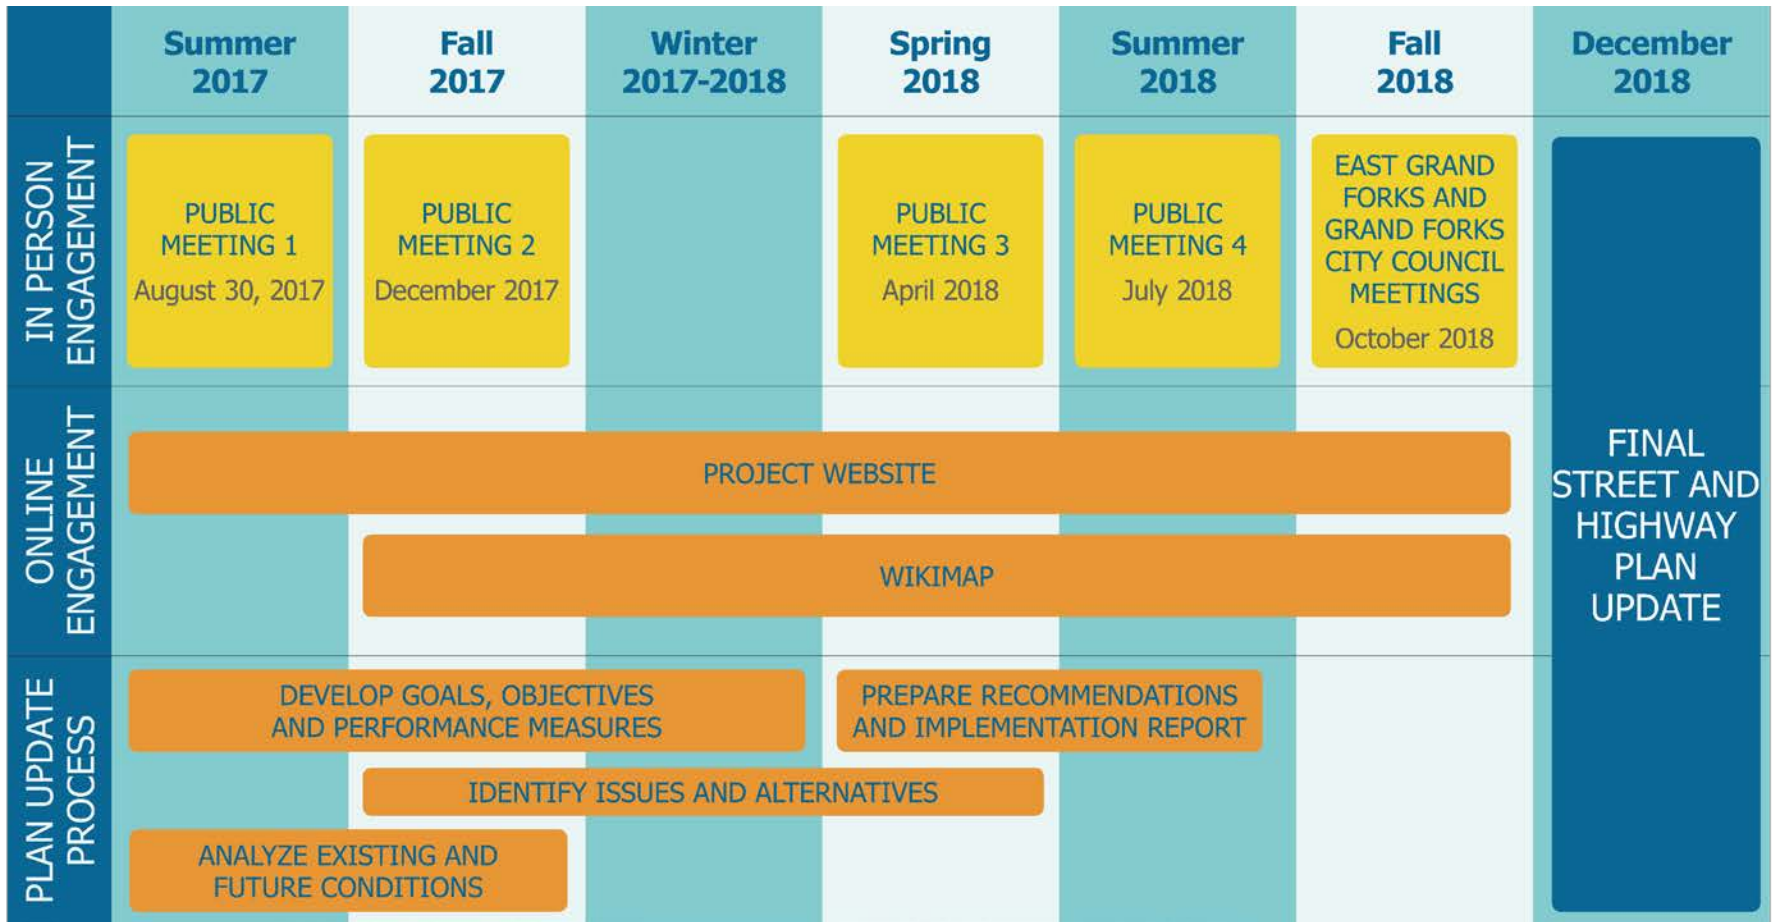 Summer
2017
Fall
2017
Winter
2017-2018
Spring
2018
Summer
2018
Fall
2018
December
2018
IN PERSON
ENGAGEMENT
PUBLIC
MEETING 1
August 30, 2017
PUBLIC
MEETING 2
December 2017
PUBLIC
MEETING 3
April 2018
PUBLIC
MEETING 4
July 2018
EAST GRAND
FORKS AND
GRAND FORKS
CITY COUNCIL
MEETINGS
October 2018
ONLINE
ENGAGEMENT
PROJECT WEBSITE
WIKIMAP
FINAL
STREET AND
HIGHWAY
PLAN
UPDATE
PLAN UPDATE
PROCESS
DEVELOP GOALS, OBJECTIVES
AND PERFORMANCE MEASURES
PREPARE RECOMMENDATIONS
AND IMPLEMENTATION REPORT
IDENTIFY ISSUES AND ALTERNATIVES
ANALYZE EXISTING AND
FUTURE CONDITIONS